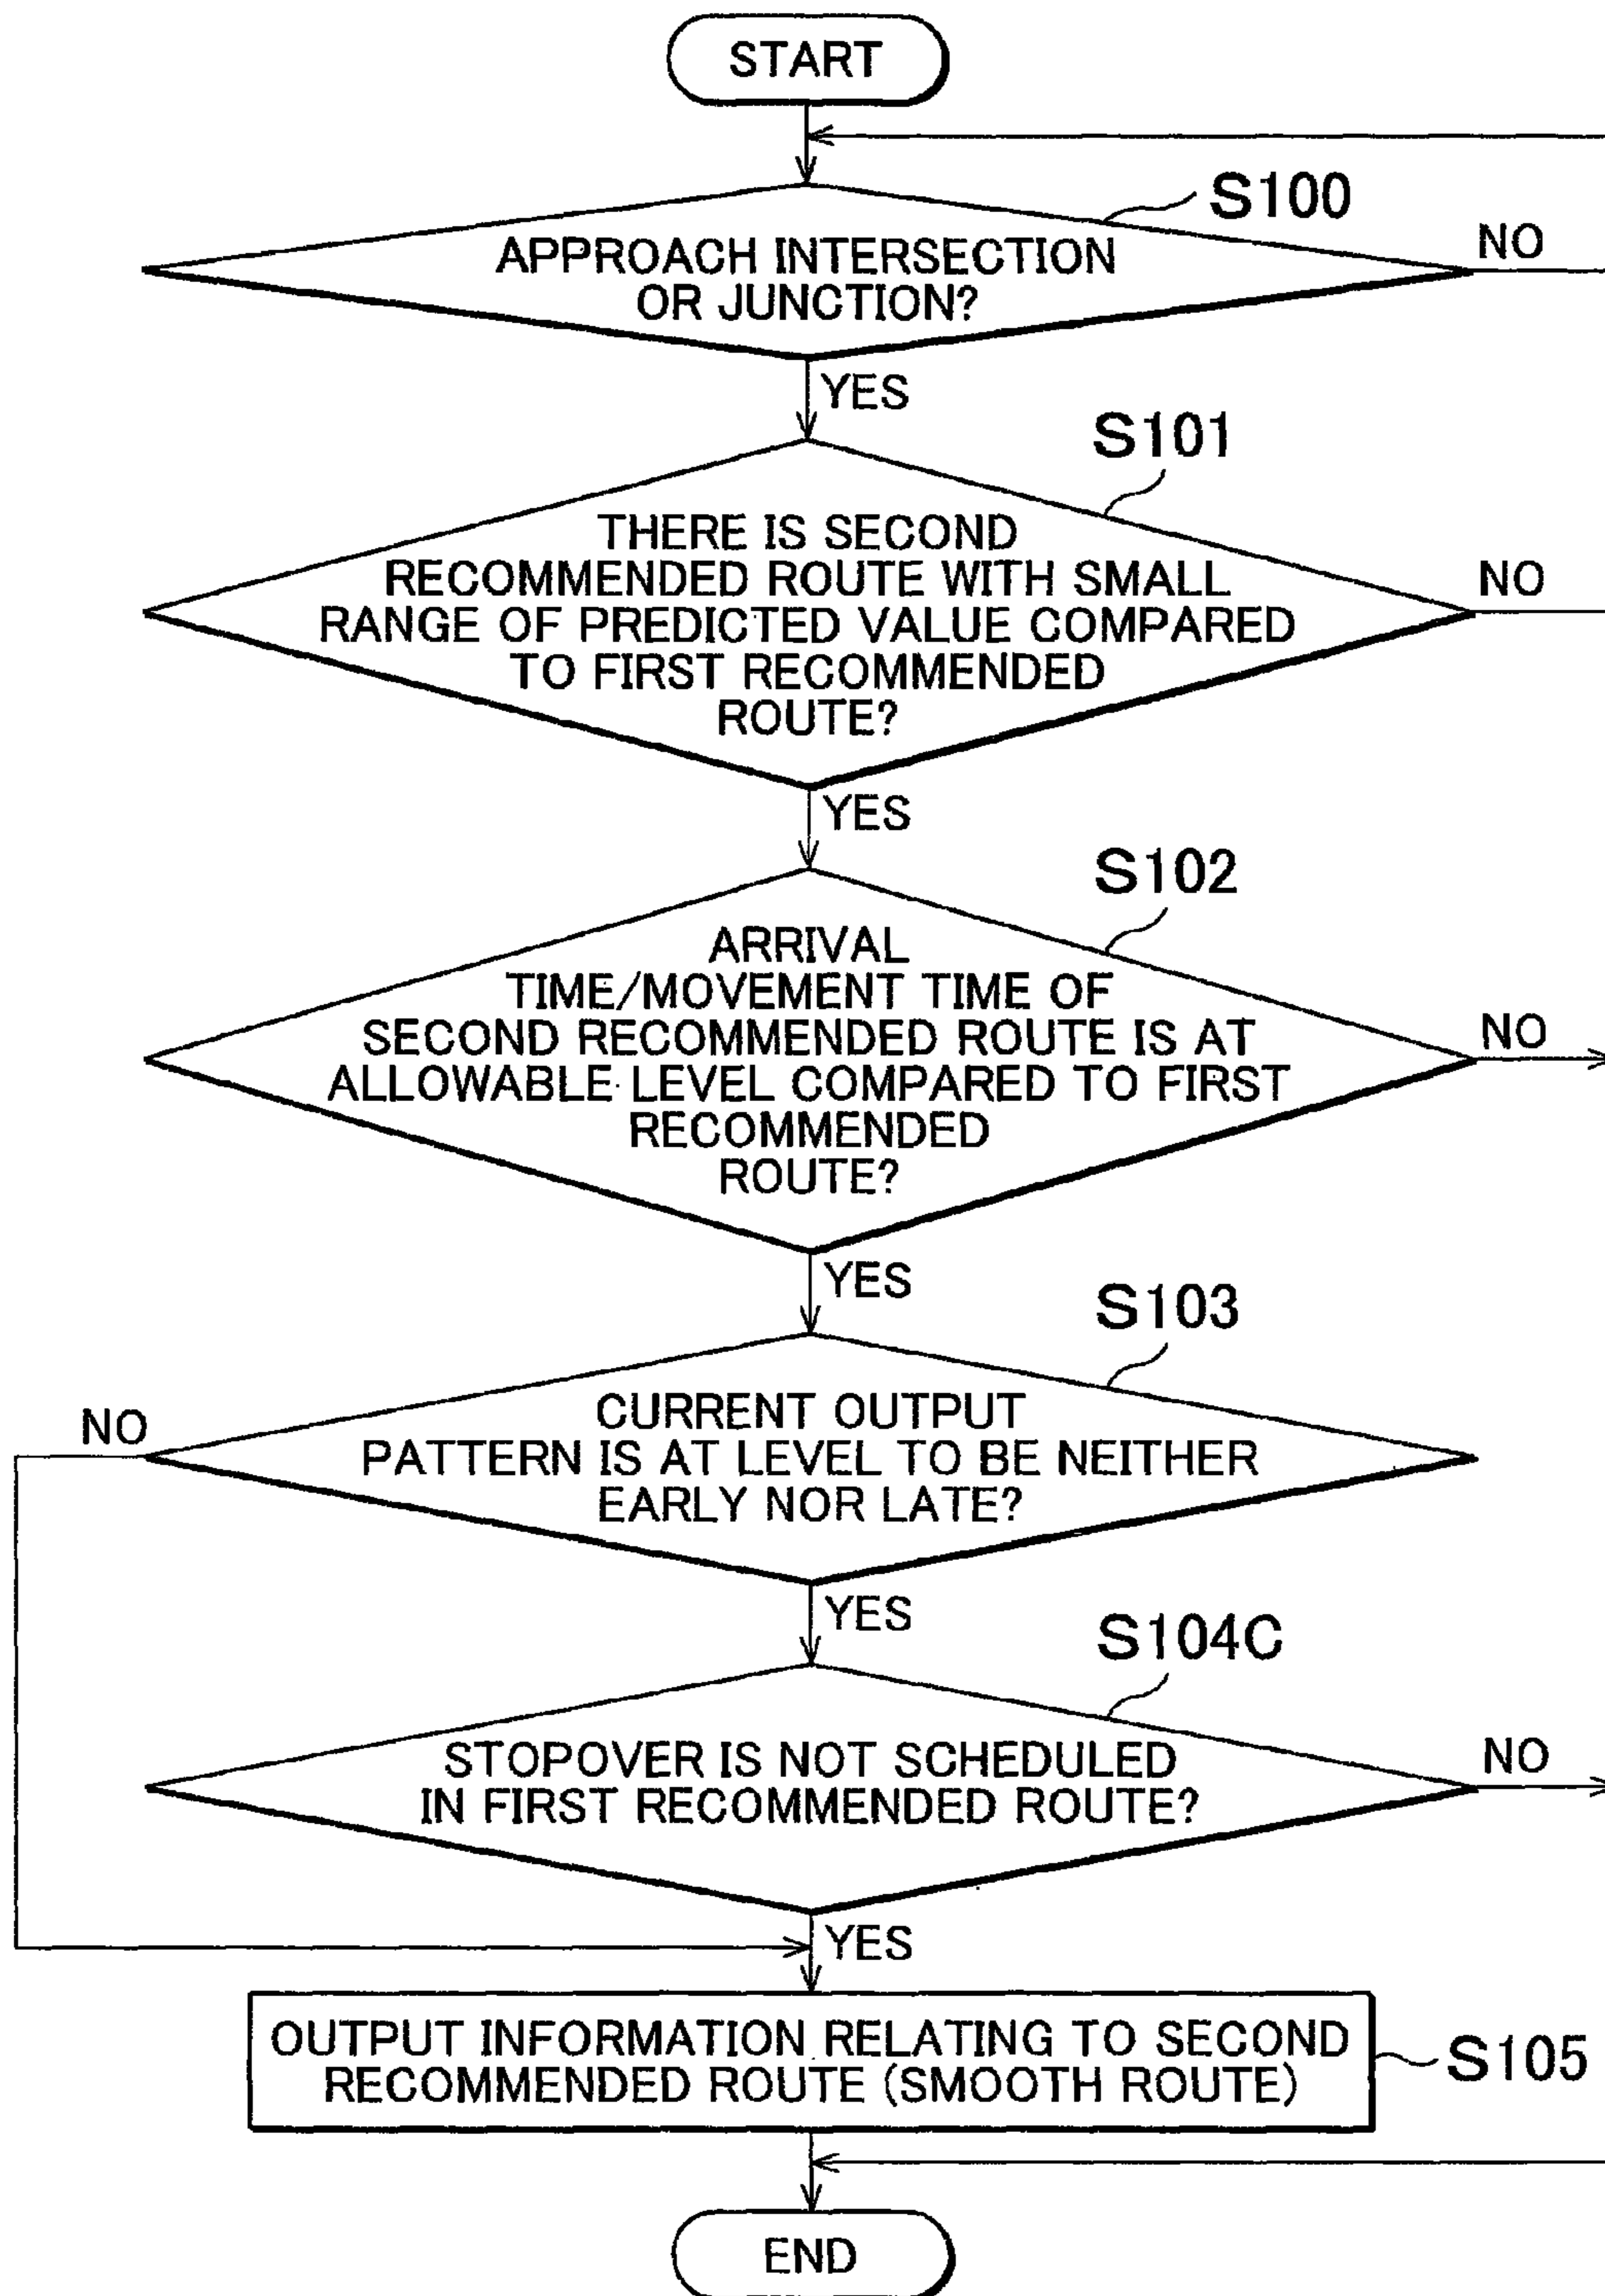 START
S100
APPROACH INTERSECTION
OR JUNCTION?
NO
YES
S101
THERE IS SECOND
RECOMMENDED ROUTE WITH SMALL
RANGE OF PREDICTED VALUE COMPARED
TO FIRST RECOMMENDED
ROUTE?
NO
YES
S102
ARRIVAL
TIME/MOVEMENT TIME OF
SECOND RECOMMENDED ROUTE IS AT
ALLOWABLE LEVEL COMPARED TO FIRST
RECOMMENDED
ROUTE?
NO
YES
S103
CURRENT OUTPUT
PATTERN IS AT LEVEL TO BE NEITHER
EARLY NOR LATE?
NO
YES
S104C
STOPOVER IS NOT SCHEDULED
IN FIRST RECOMMENDED ROUTE?
NO
YES
OUTPUT INFORMATION RELATING TO SECOND
RECOMMENDED ROUTE (SMOOTH ROUTE)
S105
END